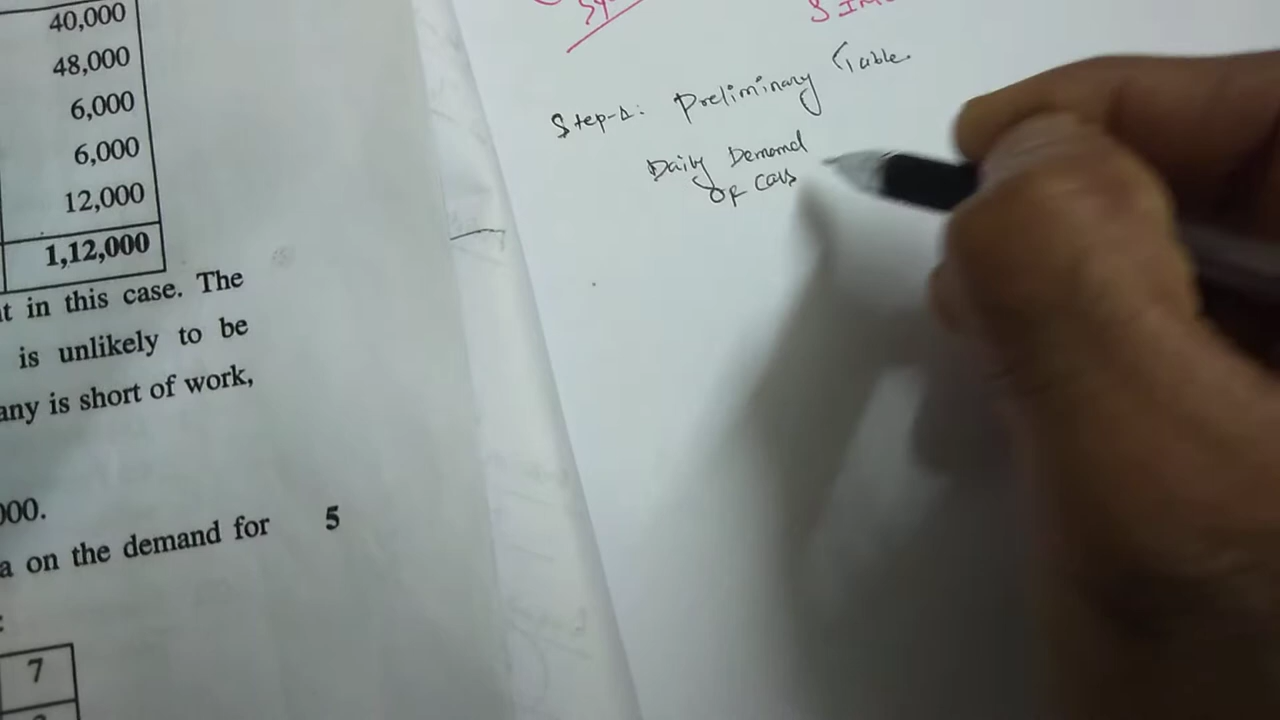 40,000
48,000
6,000
6,000
12,000
1,12,000
t in this case. The
is unlikely to be
any is short of work,
000.
a on the demand for 5
:
7
Step-1: Preliminary Table
Daily Demand
of Cars